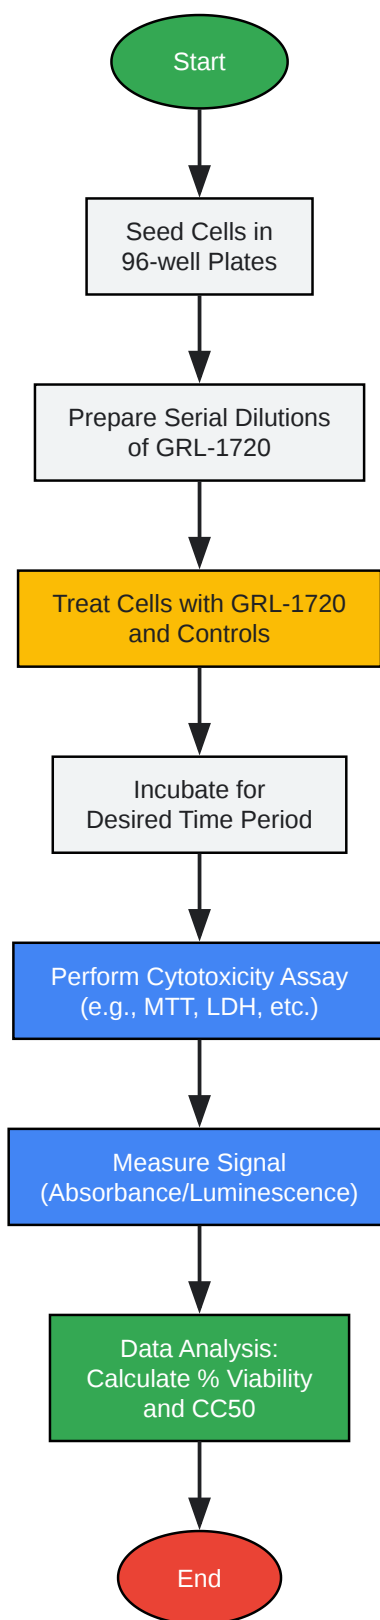 Start
Seed Cells in
96-well Plates
Prepare Serial Dilutions
of GRL-1720
Treat Cells with GRL-1720
and Controls
Incubate for
Desired Time Period
Perform Cytotoxicity Assay
(e.g., MTT, LDH, etc.)
Measure Signal
(Absorbance/Luminescence)
Data Analysis:
Calculate % Viability
and CC50
End